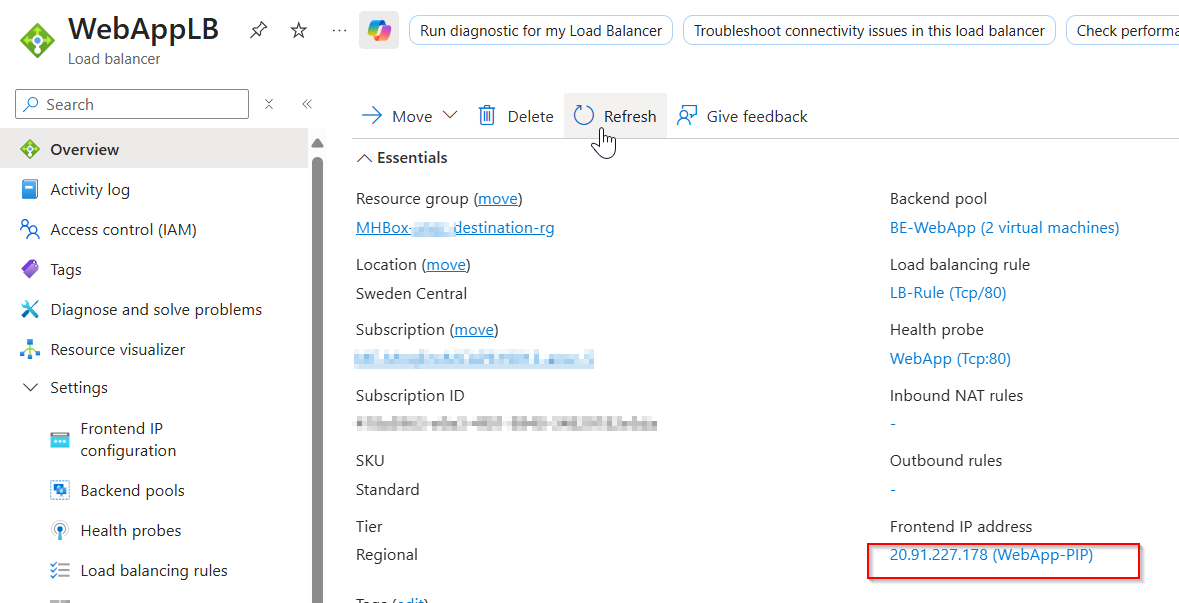 WebAppLB
Load balancer
Run diagnostic for my Load Balancer
Troubleshoot connectivity issues in this load balancer
Check performa
Search
Overview
Activity log
Access control (IAM)
Tags
Diagnose and solve problems
Resource visualizer
Settings
Frontend IP
configuration
Backend pools
Health probes
Load balancing rules
Move
Delete
Refresh
Give feedback
Essentials
Resource group (move)
MHBox- destination-rg
Location (move)
Sweden Central
Subscription (move)
Subscription ID
SKU
Standard
Tier
Regional
Tags (edit)
Backend pool
BE-WebApp (2 virtual machines)
Load balancing rule
LB-Rule (Tcp/80)
Health probe
WebApp (Tcp:80)
Inbound NAT rules
-
Outbound rules
-
Frontend IP address
20.91.227.178 (WebApp-PIP)